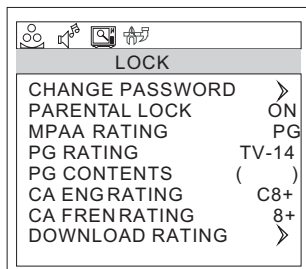 LOCK
CHANGE PASSWORD
PARENTAL LOCK ON
MPAA RATING PG
PG RATING TV-14
PG CONTENTS ( )
CA ENGRATING C8+
CA FRENRATING 8+
DOWNLOAD RATING